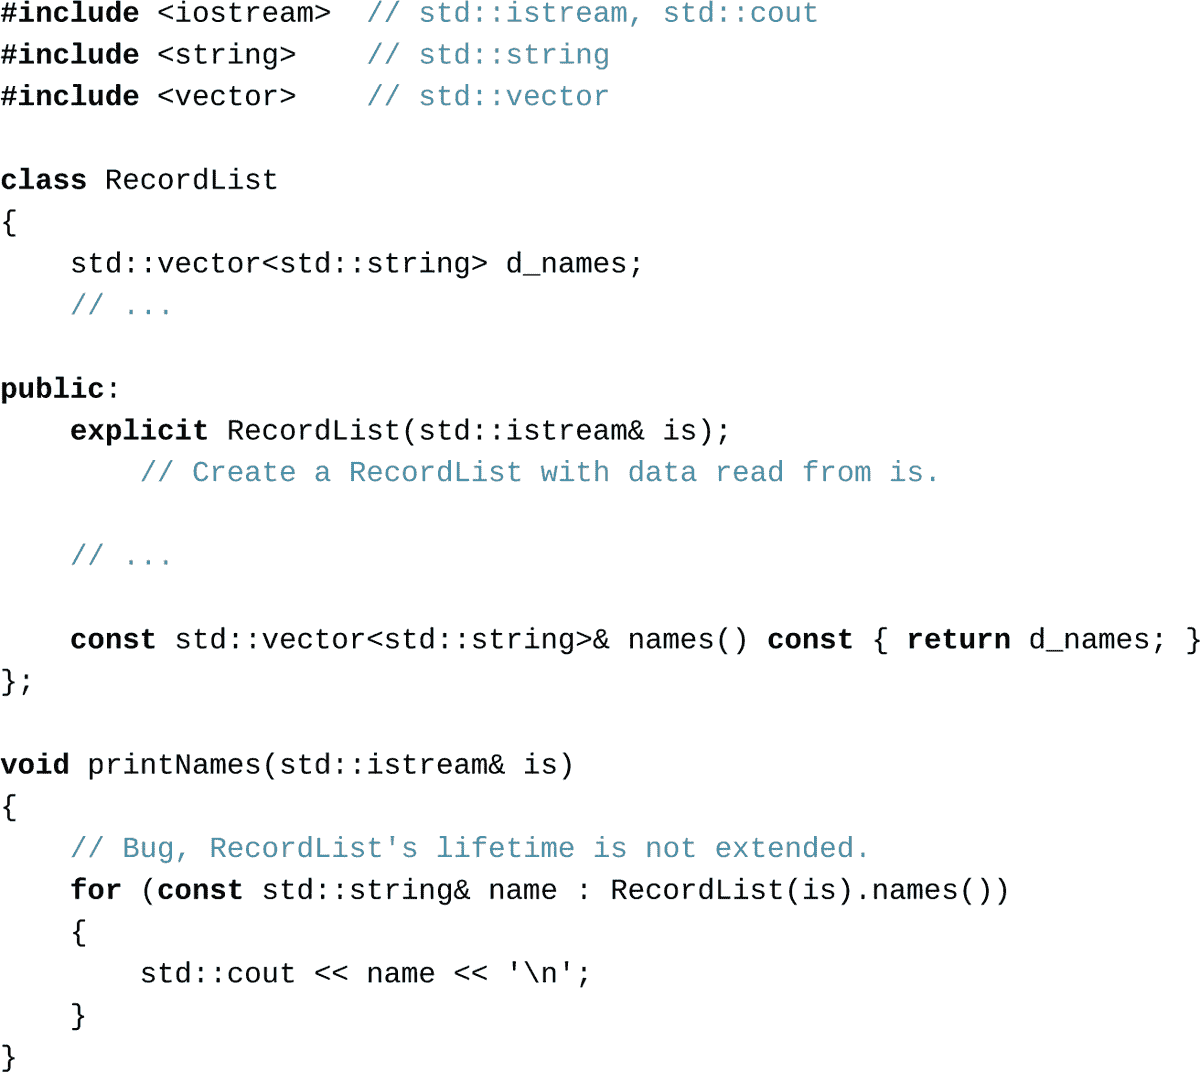 #include <iostream>  // std::istream, std::cout
#include <string>    // std::string
#include <vector>    // std::vector

class RecordList
{
    std::vector<std::string> d_names;
    // ...

public:
    explicit RecordList(std::istream& is);
        // Create a RecordList with data read from is.

    // ...

    const std::vector<std::string>& names() const { return d_names; }
};

void printNames(std::istream& is)
{
    // Bug, RecordList's lifetime is not extended.
    for (const std::string& name : RecordList(is).names())
    {
        std::cout << name << '\n';
    }
}